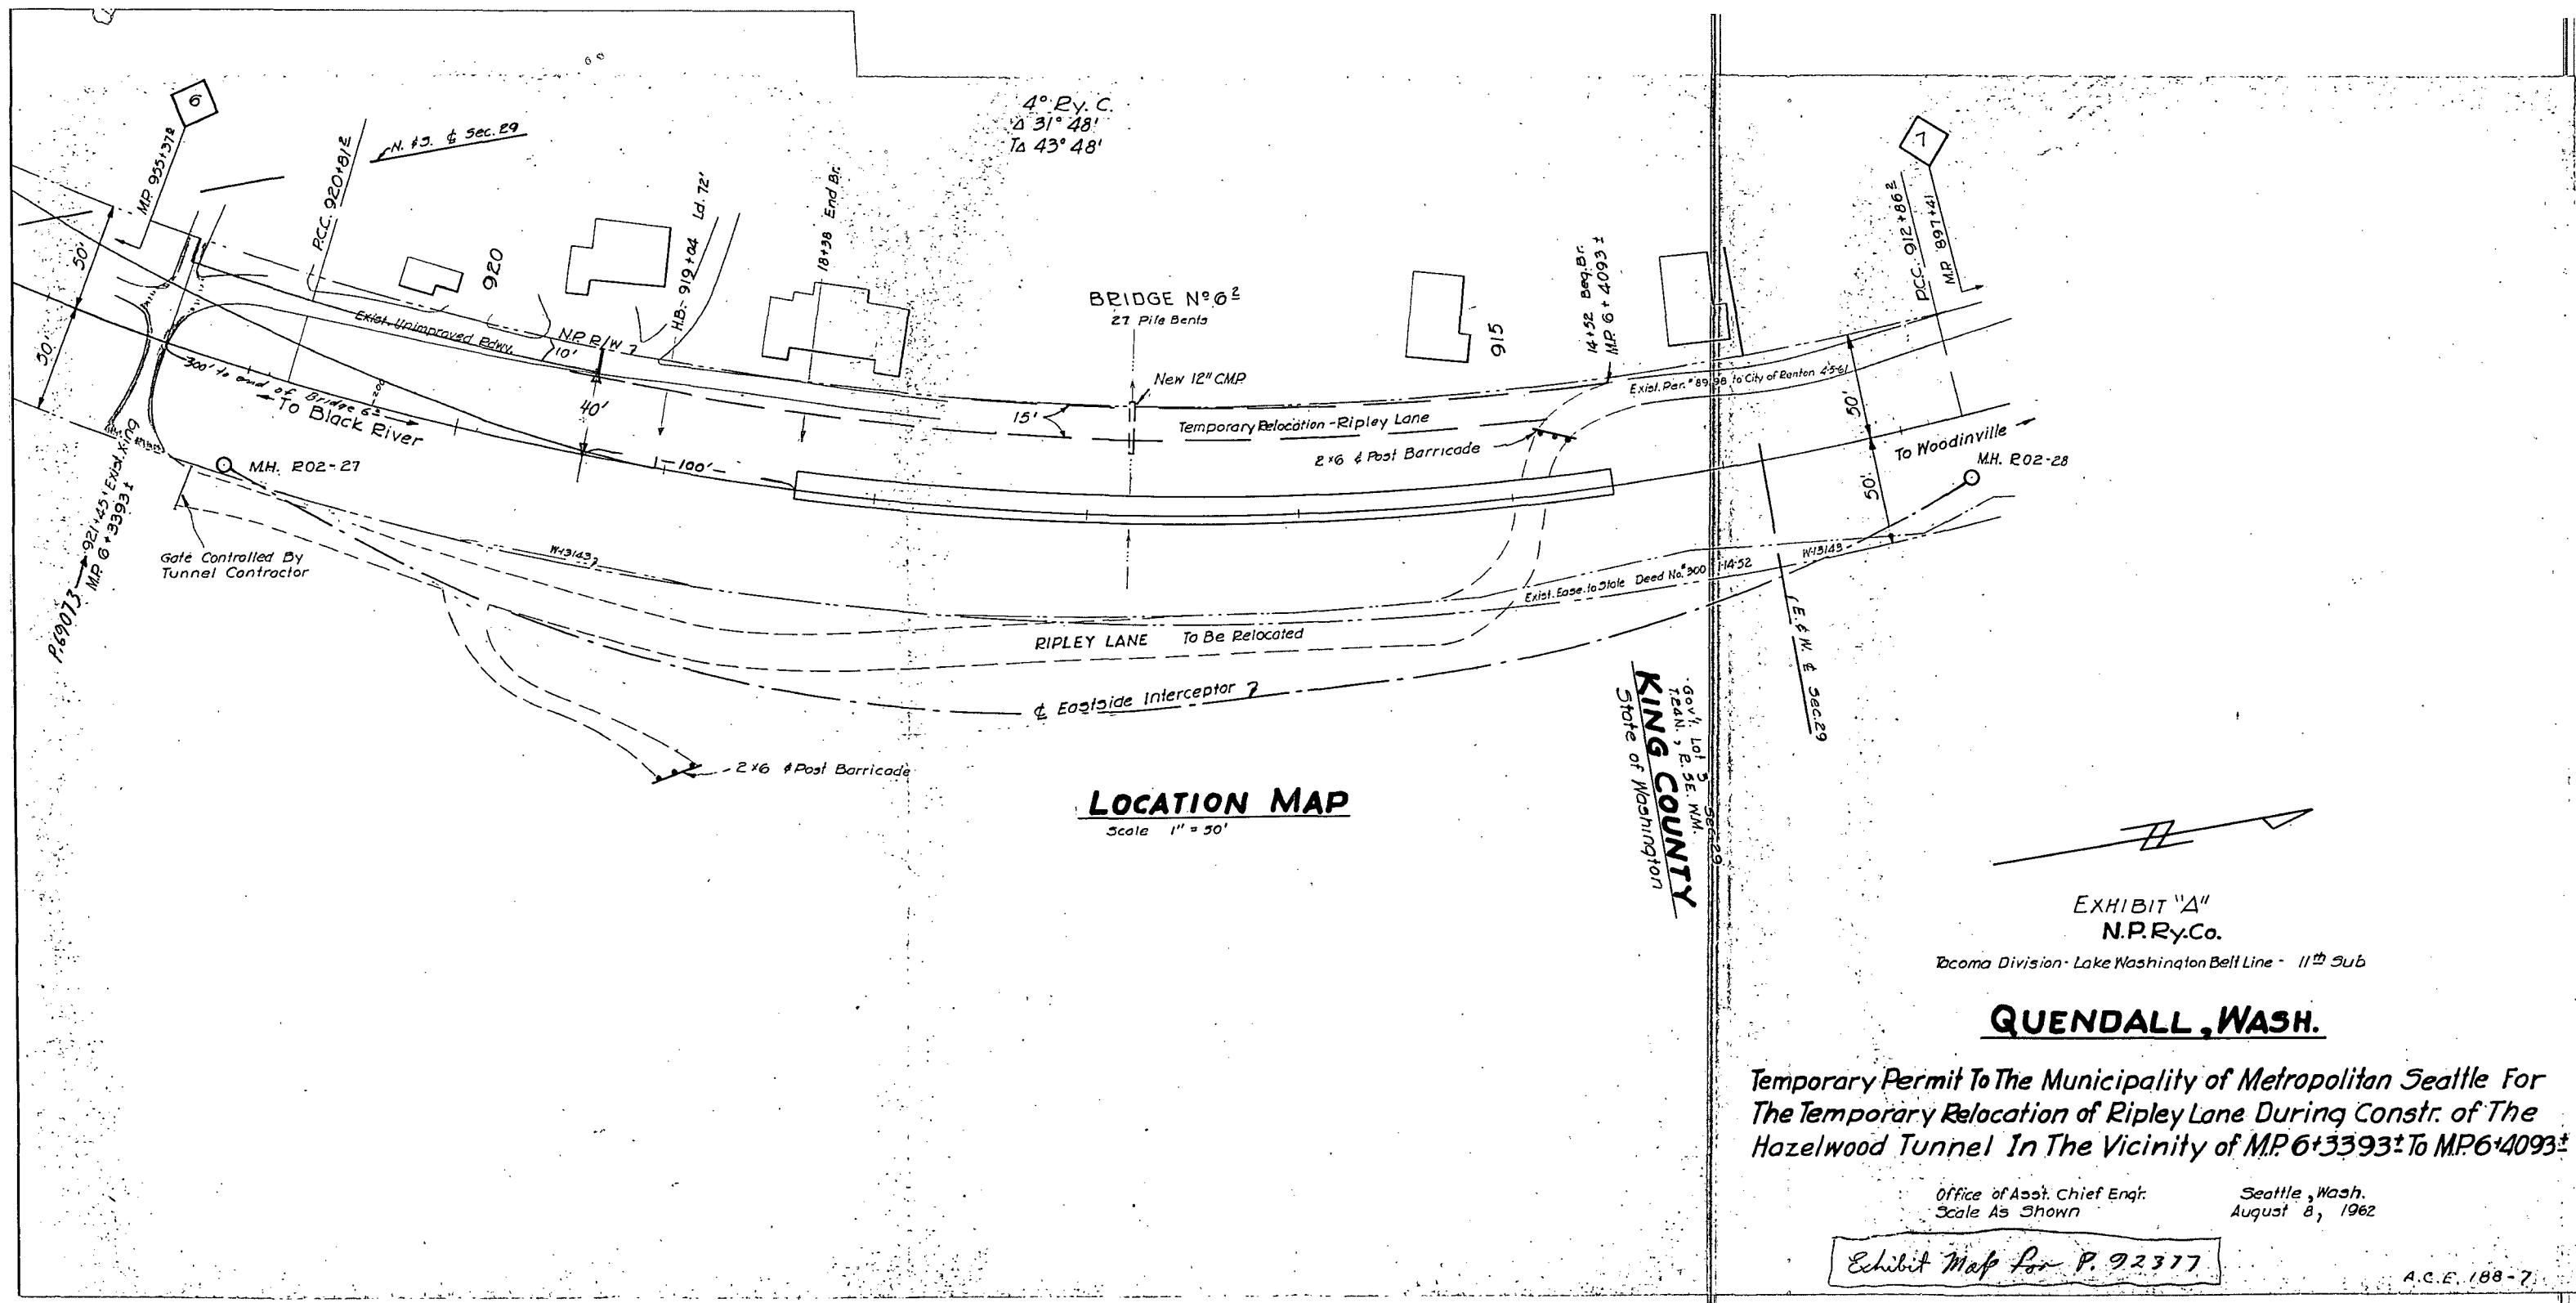 6
M.P. 955+37.2
P.C.C. 920+81.2
N. & S. ℄ Sec. 29
920
H.B.= 919+04 Ld. 72'
18+38 End Br.
4° Ry. C.
Δ 31° 48'
TΔ 43° 48'
BRIDGE Nº 6²
27 Pile Bents
New 12" CMP
915
14+52 Beg. Br.
M.P. 6 + 4093 ±
7
P.C.C. 912+86.2
M.P. 897+41
50'
50'
Exist. Unimproved Rdwy.
N.P. R/W
10'
300' to end of Bridge 6²
To Black River
40'
100'
15'
Temporary Relocation - Ripley Lane
2×6 & Post Barricade
Exist. Per. # 89198 to City of Renton 4-5-61
50'
50'
To Woodinville
M.H. R02-28
M.H. R02-27
Gate Controlled By
Tunnel Contractor
P.69073 921+45' Exist. X-ing
M.P. 6+3393 ±
W-13143
W-13143
Exist. Ease. to State Deed No. 300 1-14-52
RIPLEY LANE To Be Relocated
℄ Eastside Interceptor
2×6 & Post Barricade
E. & W. ℄ Sec. 29
Gov't. Lot 5 Sec. 29
T.24N., R. 5E. W.M.
KING COUNTY
State of Washington
LOCATION MAP
Scale 1" = 50'
EXHIBIT "A"
N.P.Ry.Co.
Tacoma Division - Lake Washington Belt Line - 11th Sub
QUENDALL, WASH.
Temporary Permit To The Municipality of Metropolitan Seattle For
The Temporary Relocation of Ripley Lane During Constr. of The
Hazelwood Tunnel In The Vicinity of M.P. 6+3393± To M.P. 6+4093±
Office of Asst. Chief Engr. Seattle, Wash.
Scale As Shown August 8, 1962
Exhibit Map for P. 92377
A.C.E. 188-7